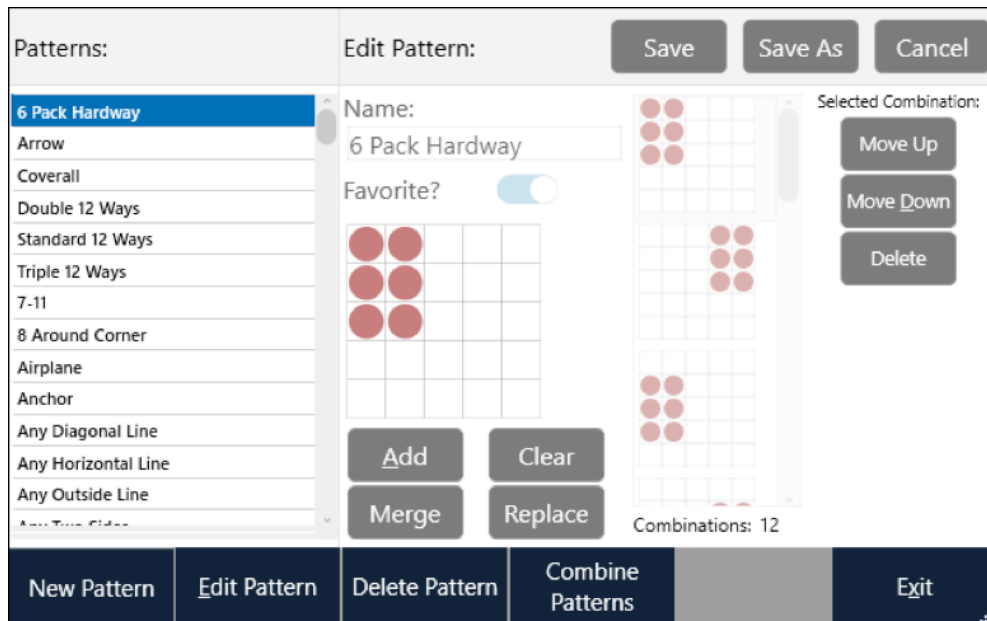 Patterns:
Edit Pattern:
Save
Save As
Cancel
6 Pack Hardway
Arrow
Coverall
Double 12 Ways
Standard 12 Ways
Triple 12 Ways
7-11
8 Around Corner
Airplane
Anchor
Any Diagonal Line
Any Horizontal Line
Any Outside Line
Any Two Sides
Name:
6 Pack Hardway
Favorite?
Add
Clear
Merge
Replace
Combinations: 12
Selected Combination:
Move Up
Move Down
Delete
New Pattern
Edit Pattern
Delete Pattern
Combine
Patterns
Exit